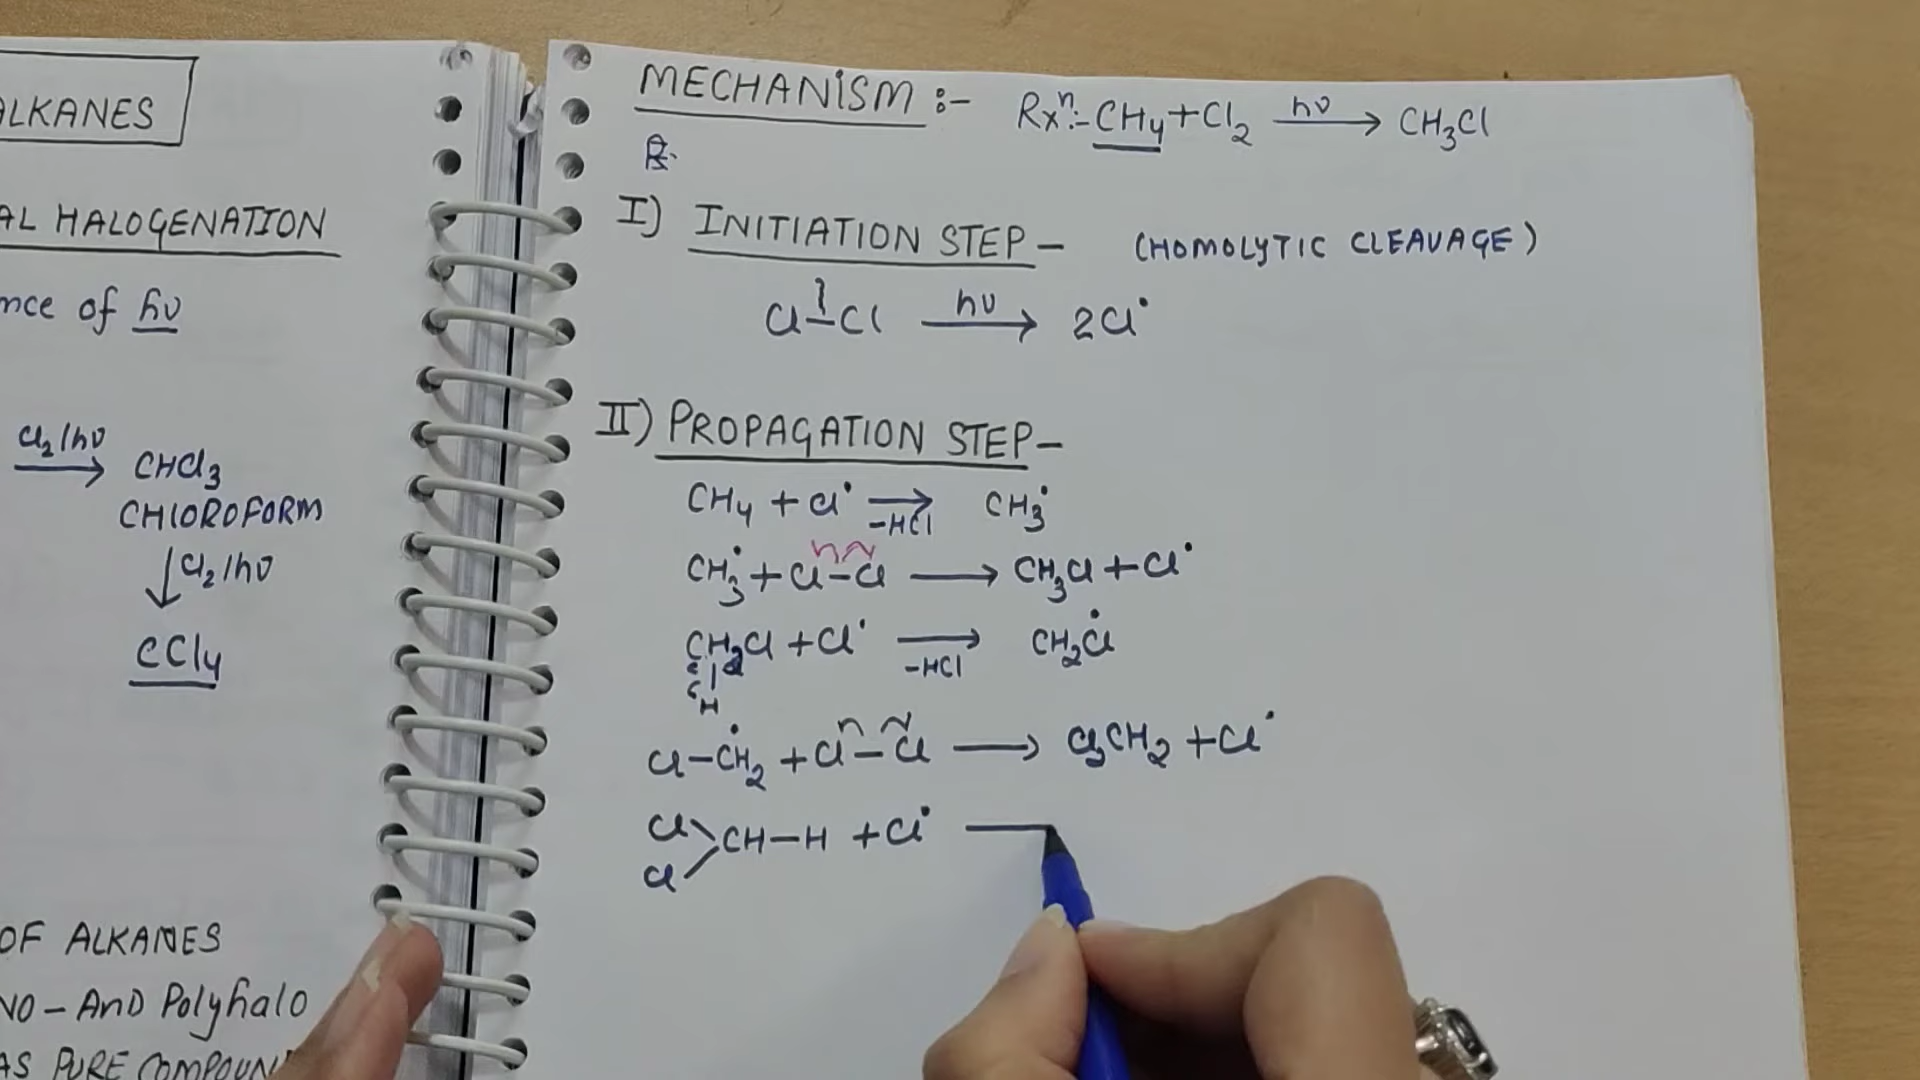 ALKANES
AL HALOGENATION
nce of hν
Cl2/hν
CHCl3
CHLOROFORM
↓ Cl2/hν
CCl4
OF ALKANES
NO - AND Polyhalo
AS PURE COMPOUN
MECHANISM :- Rxn:- CH4 + Cl2 hν → CH3Cl
I) INITIATION STEP - (HOMOLYTIC CLEAVAGE)
Cl-Cl hν → 2Cl•
II) PROPAGATION STEP-
CH4 + Cl• → -HCl CH3•
CH3• + Cl-Cl → CH3Cl + Cl•
Cl + Cl• → -HCl CH2Cl•
H
Cl-CH2• + Cl-Cl → CH2 + Cl•
Cl
CH-H + Cl•
Cl